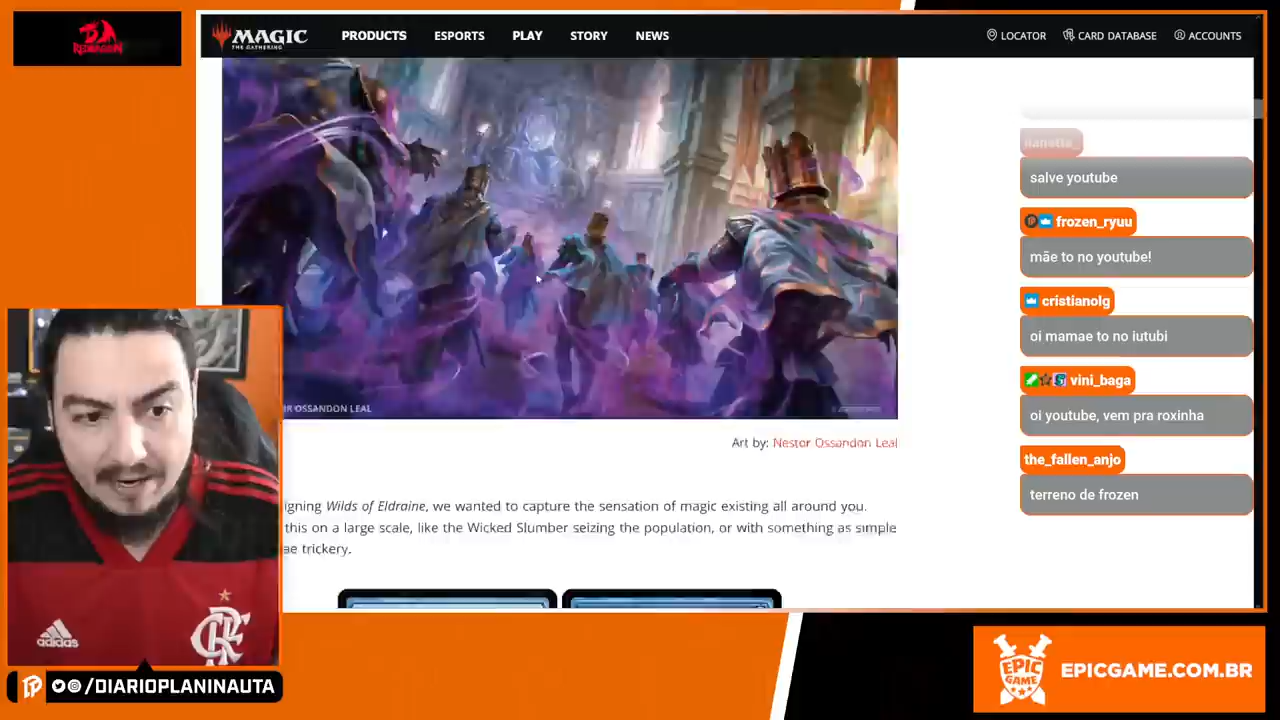 REDRAGON
MAGIC
THE GATHERING
PRODUCTS
ESPORTS
PLAY
STORY
NEWS
LOCATOR
CARD DATABASE
ACCOUNTS
OSSANDON LEAL
Art by: Nestor Ossandon Leal
igning Wilds of Eldraine, we wanted to capture the sensation of magic existing all around you.
this on a large scale, like the Wicked Slumber seizing the population, or with something as simple
ae trickery.
salve youtube
frozen_ryuu
mãe to no youtube!
cristianolg
oi mamae to no iutubi
vini_baga
oi youtube, vem pra roxinha
the_fallen_anjo
terreno de frozen
adidas
CRF
/DIARIOPLANINAUTA
EPIC
GAME
EPICGAME.COM.BR